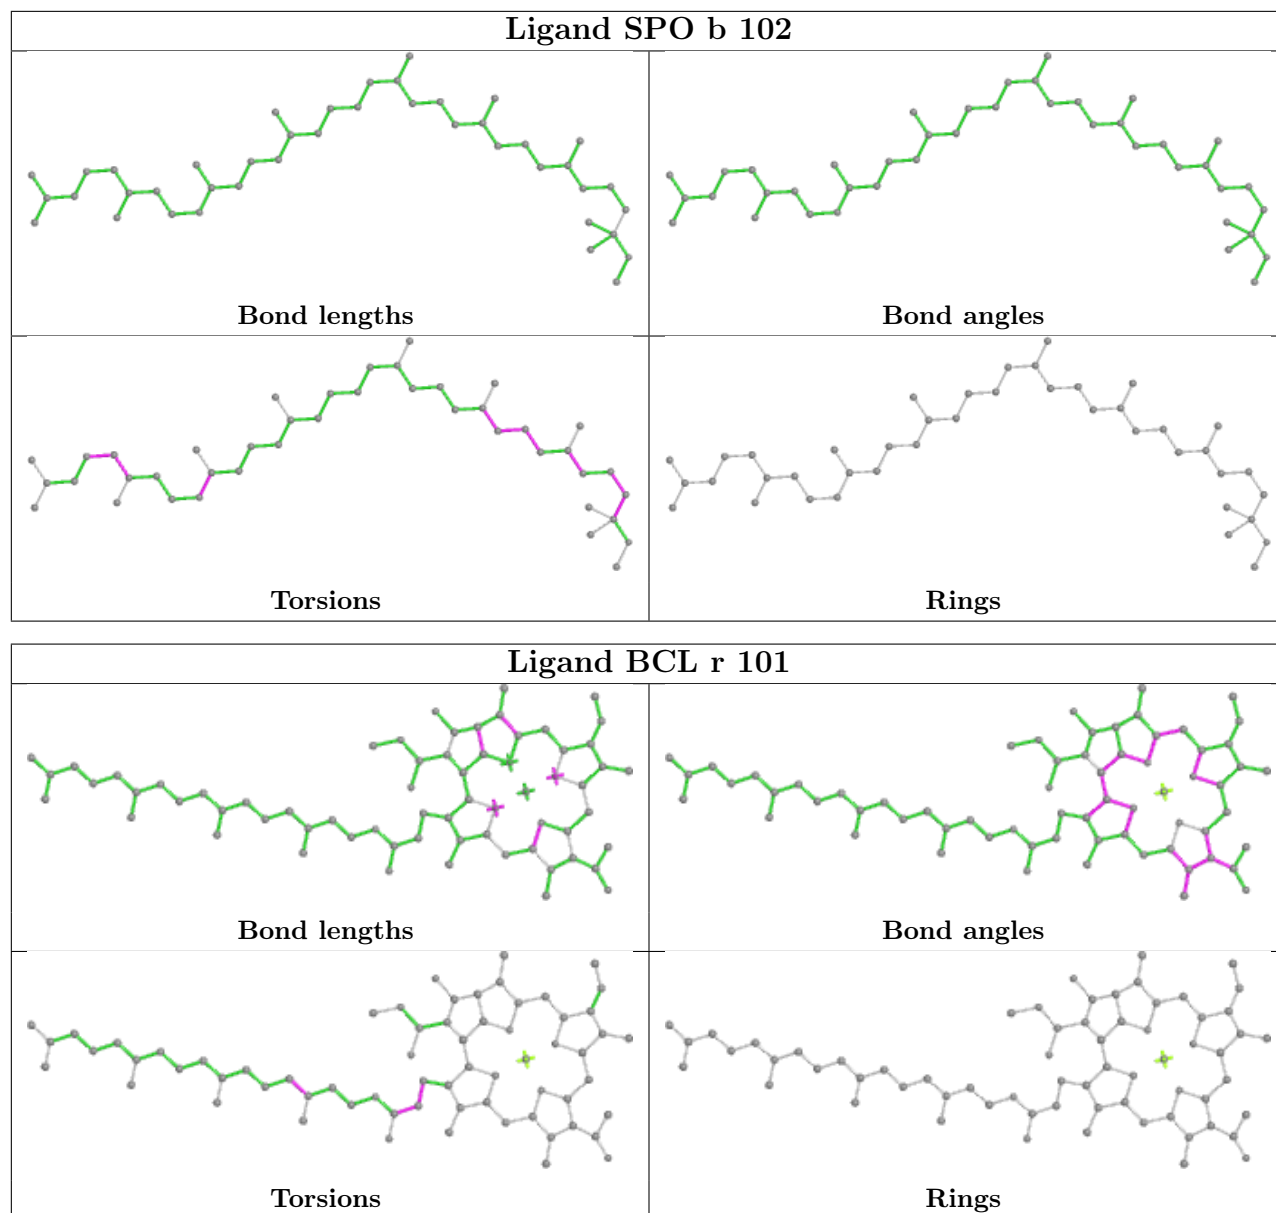 Ligand SPO b 102
Bond lengths
Bond angles
Torsions
Rings
Ligand BCL r 101
Bond lengths
Bond angles
Torsions
Rings